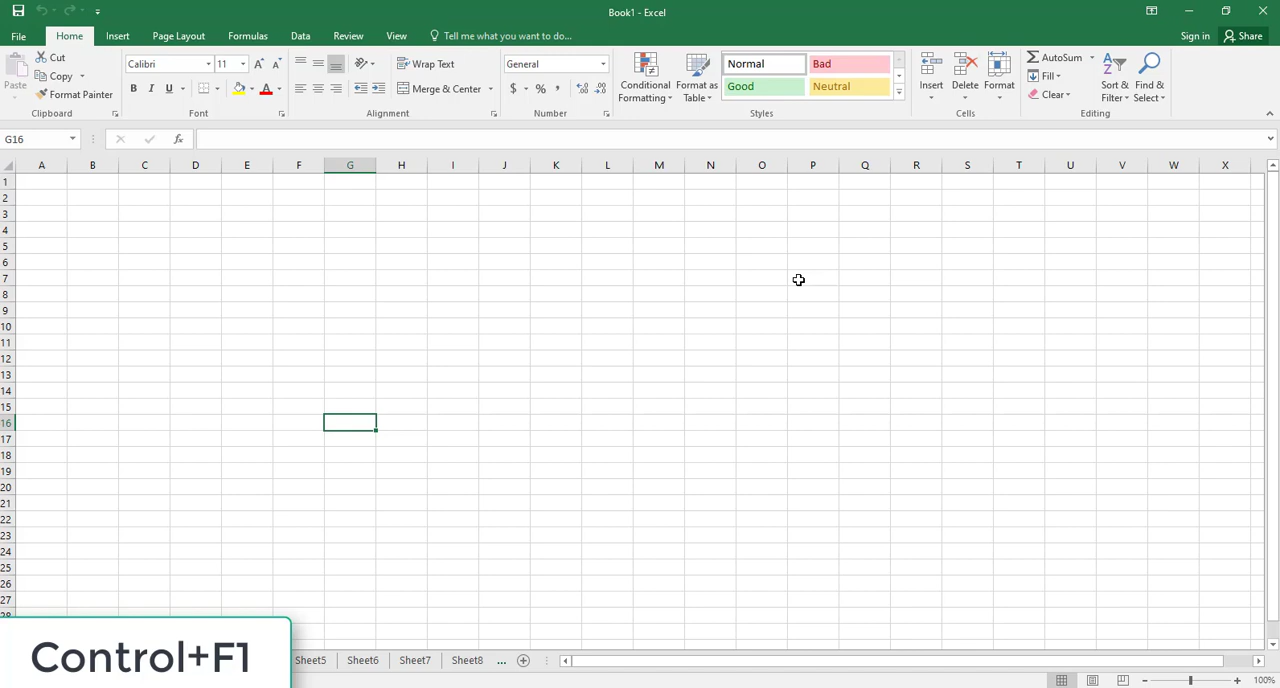 Book1 - Excel
File Home Insert Page Layout Formulas Data Review View Tell me what you want to do... Sign in Share
Paste
Cut
Copy
Format Painter
Clipboard
Calibri 11
B I U A
Font
Wrap Text
Merge & Center
Alignment
General
$ % ,
Number
Conditional Formatting
Format as Table
Normal Bad
Good Neutral
Styles
Insert Delete Format
Cells
AutoSum
Fill
Clear
Sort & Filter
Find & Select
Editing
G16 fx
A B C D E F G H I J K L M N O P Q R S T U V W X
1
2
3
4
5
6
7
8
9
10
11
12
13
14
15
16
17
18
19
20
21
22
23
24
25
26
27
28
Control+F1
Sheet5 Sheet6 Sheet7 Sheet8 ...
100%